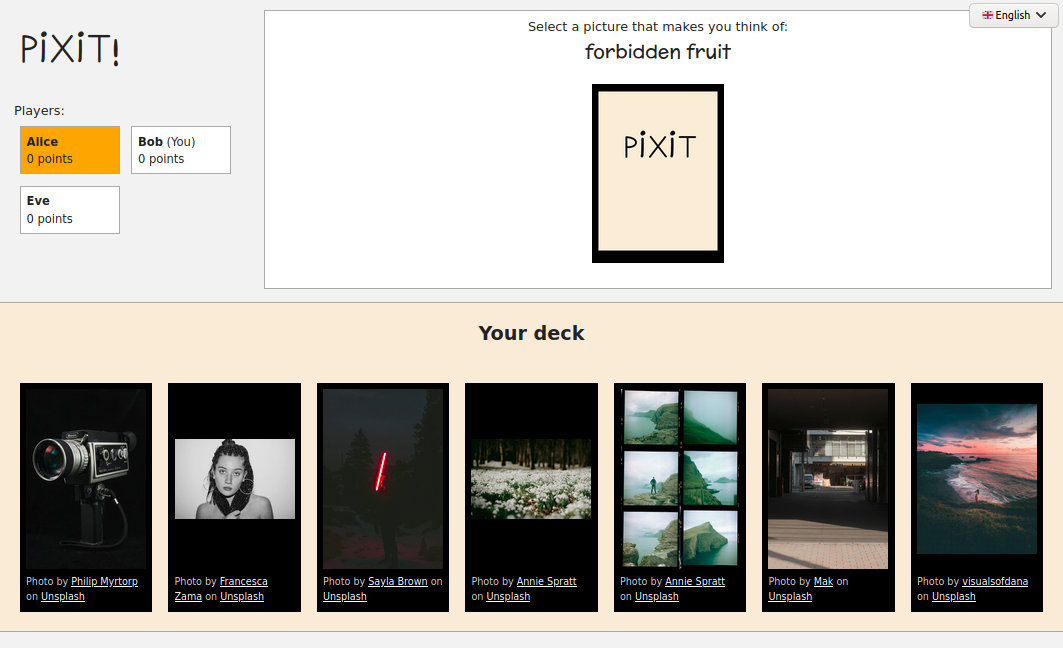 PiXiT!
Select a picture that makes you think of:
English
forbidden fruit
PiXiT
Players:
Alice
0 points
Bob (You)
0 points
Eve
0 points
Your deck
Photo by Philip Myrtorp
on Unsplash
Photo by Francesca
Zama on Unsplash
Photo by Sayla Brown on
Unsplash
Photo by Annie Spratt
on Unsplash
Photo by Annie Spratt
on Unsplash
Photo by Mak on
Unsplash
Photo by visualsofdana
on Unsplash